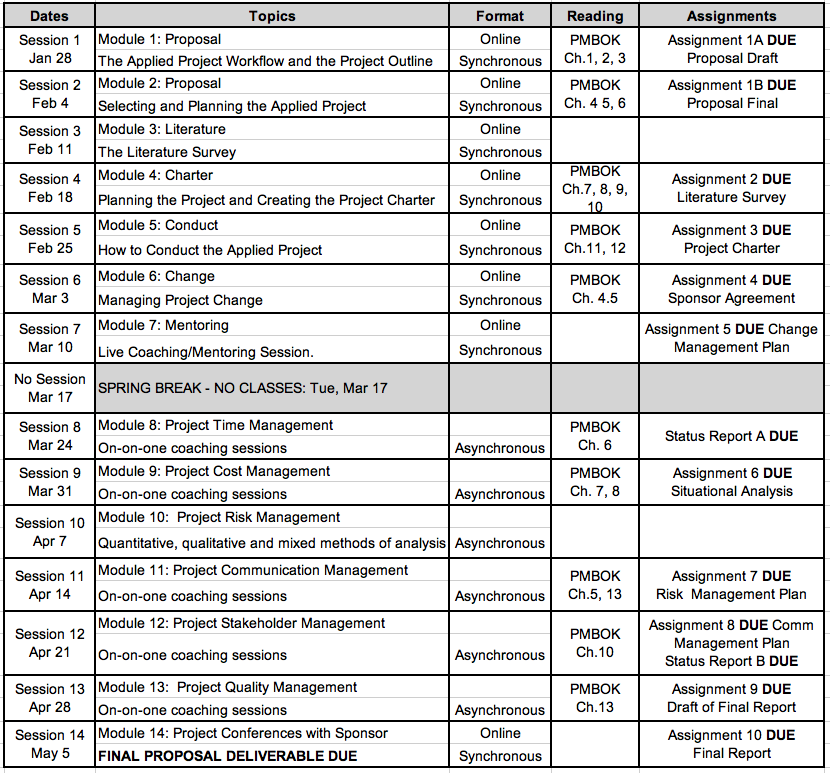 Dates Topics Format Reading Assignments
Session 1
Jan 28
Module 1: Proposal
The Applied Project Workflow and the Project Outline
Online
Synchronous
PMBOK
Ch.1, 2, 3
Assignment 1A DUE
Proposal Draft
Session 2
Feb 4
Module 2: Proposal
Selecting and Planning the Applied Project
Online
Synchronous
PMBOK
Ch. 4 5, 6
Assignment 1B DUE
Proposal Final
Session 3
Feb 11
Module 3: Literature
The Literature Survey
Online
Synchronous
Session 4
Feb 18
Module 4: Charter
Planning the Project and Creating the Project Charter
Online
Synchronous
PMBOK
Ch.7, 8, 9,
10
Assignment 2 DUE
Literature Survey
Session 5
Feb 25
Module 5: Conduct
How to Conduct the Applied Project
Online
Synchronous
PMBOK
Ch.11, 12
Assignment 3 DUE
Project Charter
Session 6
Mar 3
Module 6: Change
Managing Project Change
Online
Synchronous
PMBOK
Ch. 4.5
Assignment 4 DUE
Sponsor Agreement
Session 7
Mar 10
Module 7: Mentoring
Live Coaching/Mentoring Session.
Online
Synchronous
Assignment 5 DUE Change
Management Plan
No Session
Mar 17
SPRING BREAK - NO CLASSES: Tue, Mar 17
Session 8
Mar 24
Module 8: Project Time Management
On-on-one coaching sessions
Asynchronous
PMBOK
Ch. 6
Status Report A DUE
Session 9
Mar 31
Module 9: Project Cost Management
On-on-one coaching sessions
Asynchronous
PMBOK
Ch. 7, 8
Assignment 6 DUE
Situational Analysis
Session 10
Apr 7
Module 10: Project Risk Management
Quantitative, qualitative and mixed methods of analysis
Asynchronous
Session 11
Apr 14
Module 11: Project Communication Management
On-on-one coaching sessions
Asynchronous
PMBOK
Ch.5, 13
Assignment 7 DUE
Risk Management Plan
Session 12
Apr 21
Module 12: Project Stakeholder Management
On-on-one coaching sessions
Asynchronous
PMBOK
Ch.10
Assignment 8 DUE Comm
Management Plan
Status Report B DUE
Session 13
Apr 28
Module 13: Project Quality Management
On-on-one coaching sessions
Asynchronous
PMBOK
Ch.13
Assignment 9 DUE
Draft of Final Report
Session 14
May 5
Module 14: Project Conferences with Sponsor
FINAL PROPOSAL DELIVERABLE DUE
Online
Synchronous
Assignment 10 DUE
Final Report